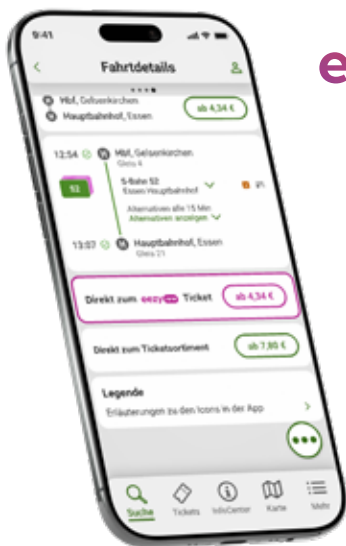 e
9:41
Fahrtdetails
Hbf, Gelsenkirchen
Hauptbahnhof, Essen
ab 4,34 €
12:54
Hbf, Gelsenkirchen
Gleis 4
S2
S-Bahn S2
Essen Hauptbahnhof
Alternativen alle 15 Min
Alternativen anzeigen
13:07
Hauptbahnhof, Essen
Gleis 21
Direkt zum eezy Ticket
ab 4,34 €
Direkt zum Ticketsortiment
ab 7,80 €
Legende
Erläuterungen zu den Icons in der App
Suche
Tickets
InfoCenter
Karte
Mehr